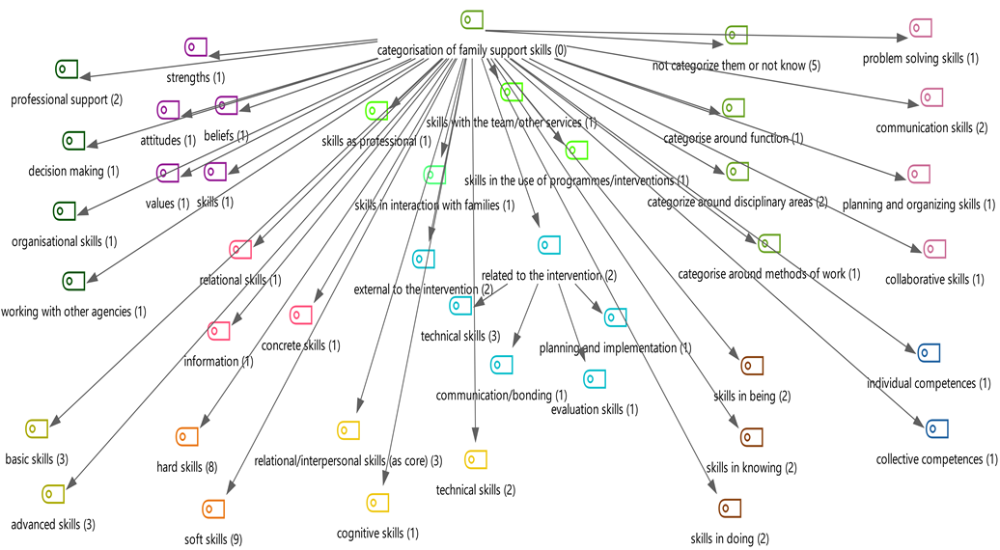 categorisation of family support skills (0)
problem solving skills (1)
not categorize them or not know (5)
strengths (1)
professional support (2)
skills with the team/other services (1)
communication skills (2)
beliefs (1)
categorise around function (1)
attitudes (1)
skills as professional (1)
decision making (1)
skills in the use of programmes/interventions (1)
values (1)
skills (1)
skills in interaction with families (1)
categorize around disciplinary areas (2)
planning and organizing skills (1)
organisational skills (1)
relational skills (1)
related to the intervention (2)
categorise around methods of work (1)
collaborative skills (1)
external to the intervention (2)
working with other agencies (1)
technical skills (3)
concrete skills (1)
planning and implementation (1)
information (1)
individual competences (1)
communication/bonding (1)
skills in being (2)
evaluation skills (1)
basic skills (3)
hard skills (8)
relational/interpersonal skills (as core) (3)
collective competences (1)
skills in knowing (2)
technical skills (2)
advanced skills (3)
cognitive skills (1)
soft skills (9)
skills in doing (2)